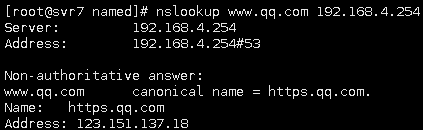 [root@svr7 named]# nslookup www.qq.com 192.168.4.254
Server:         192.168.4.254
Address:        192.168.4.254#53

Non-authoritative answer:
www.qq.com      canonical name = https.qq.com.
Name:   https.qq.com
Address: 123.151.137.18